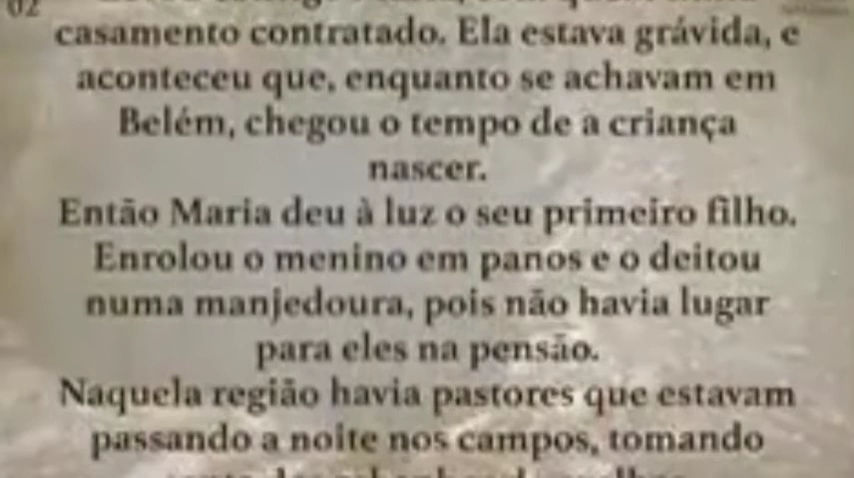 02
casamento contratado. Ela estava grávida, e
aconteceu que, enquanto se achavam em
Belém, chegou o tempo de a criança
nascer.
Então Maria deu à luz o seu primeiro filho.
Enrolou o menino em panos e o deitou
numa manjedoura, pois não havia lugar
para eles na pensão.
Naquela região havia pastores que estavam
passando a noite nos campos, tomando